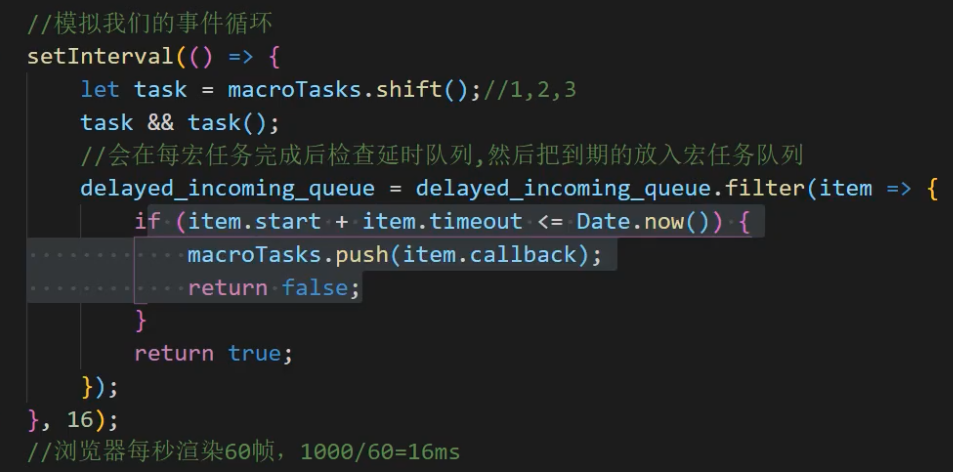 //模拟我们的事件循环
setInterval(() => {
let task = macroTasks.shift();//1,2,3
task && task();
//会在每宏任务完成后检查延时队列,然后把到期的放入宏任务队列
delayed_incoming_queue = delayed_incoming_queue.filter(item => {
if (item.start + item.timeout <= Date.now()) {
macroTasks.push(item.callback);
return false;
}
return true;
});
}, 16);
//浏览器每秒渲染60帧，1000/60=16ms